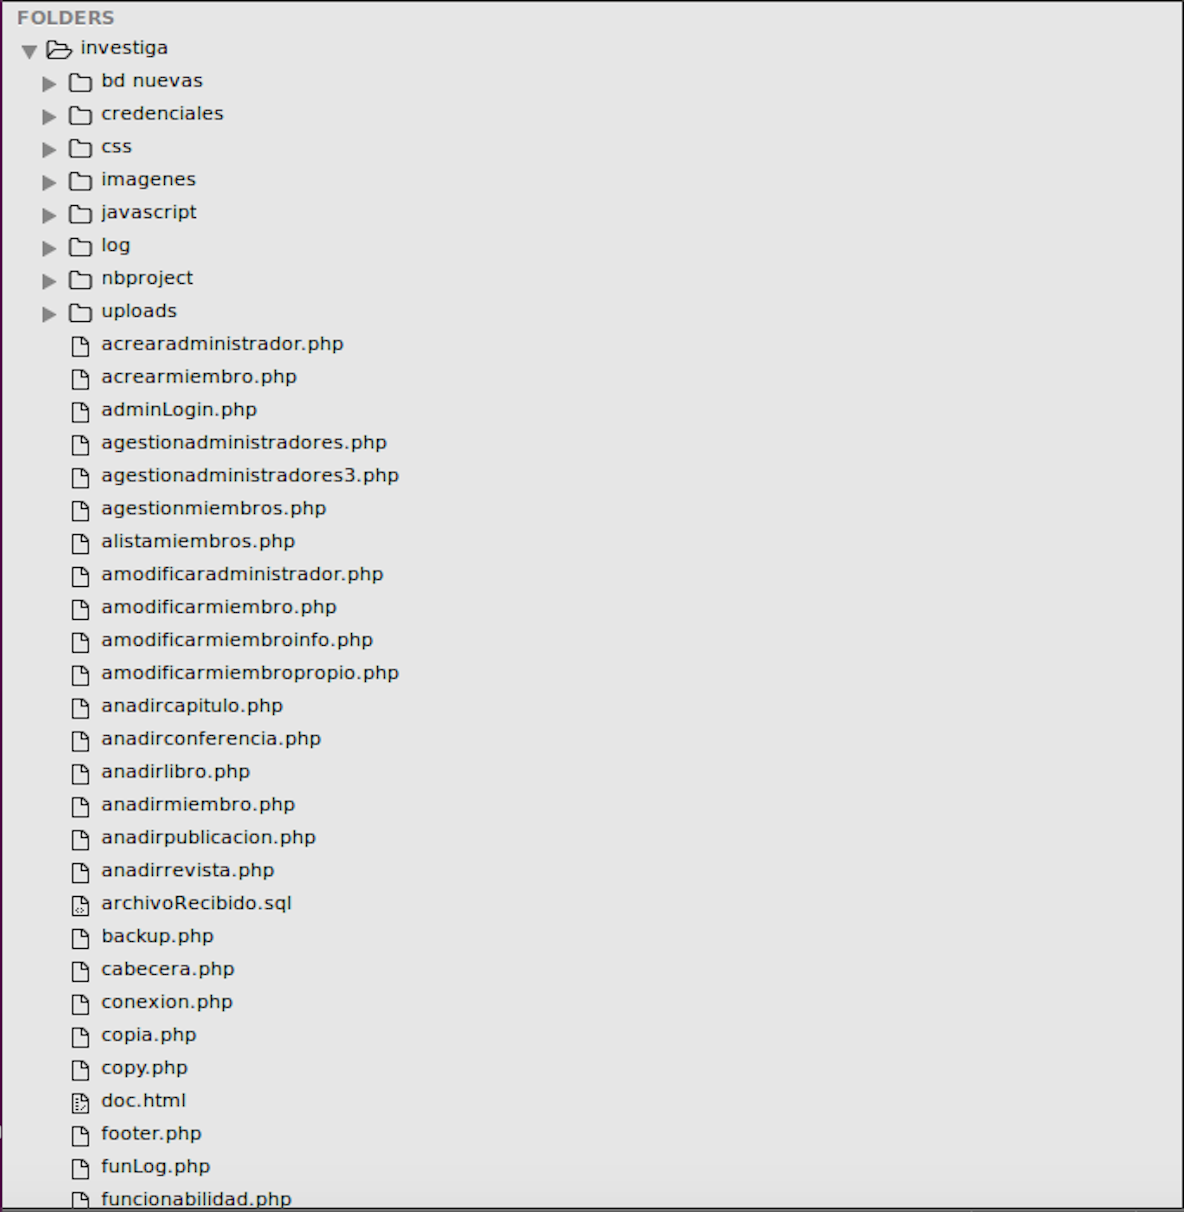 FOLDERS
investiga
bd nuevas
credenciales
css
imagenes
javascript
log
nbproject
uploads
acrearadministrador.php
acrearmiembro.php
adminLogin.php
agestionadministradores.php
agestionadministradores3.php
agestionmiembros.php
alistamiembros.php
amodificaradministrador.php
amodificarmiembro.php
amodificarmiembroinfo.php
amodificarmiembropropio.php
anadircapitulo.php
anadirconferencia.php
anadirlibro.php
anadirmiembro.php
anadirpublicacion.php
anadirrevista.php
archivoRecibido.sql
backup.php
cabecera.php
conexion.php
copia.php
copy.php
doc.html
footer.php
funLog.php
funcionabilidad.php